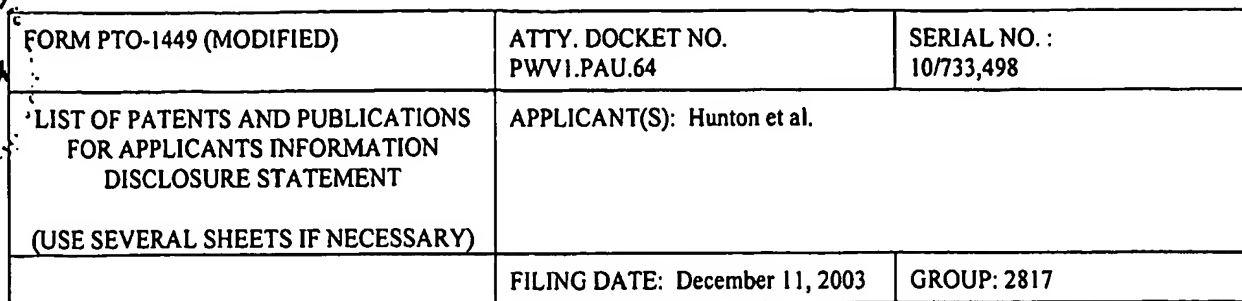 FORM PTO-1449 (MODIFIED)
ATTY. DOCKET NO.
PWV1.PAU.64
SERIAL NO. :
10/733,498
LIST OF PATENTS AND PUBLICATIONS
FOR APPLICANTS INFORMATION
DISCLOSURE STATEMENT
(USE SEVERAL SHEETS IF NECESSARY)
APPLICANT(S): Hunton et al.
FILING DATE: December 11, 2003
GROUP: 2817